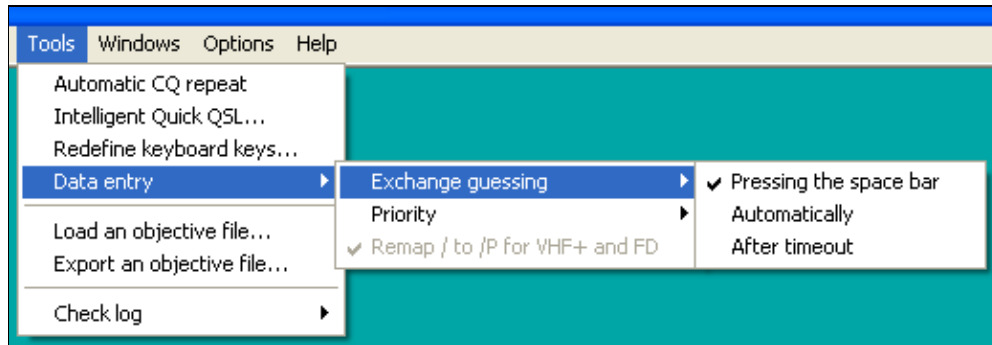 Tools Windows Options Help
Automatic CQ repeat
Intelligent Quick QSL...
Redefine keyboard keys...
Data entry
Load an objective file...
Export an objective file...
Check log
Exchange guessing
Priority
Remap / to /P for VHF+ and FD
Pressing the space bar
Automatically
After timeout